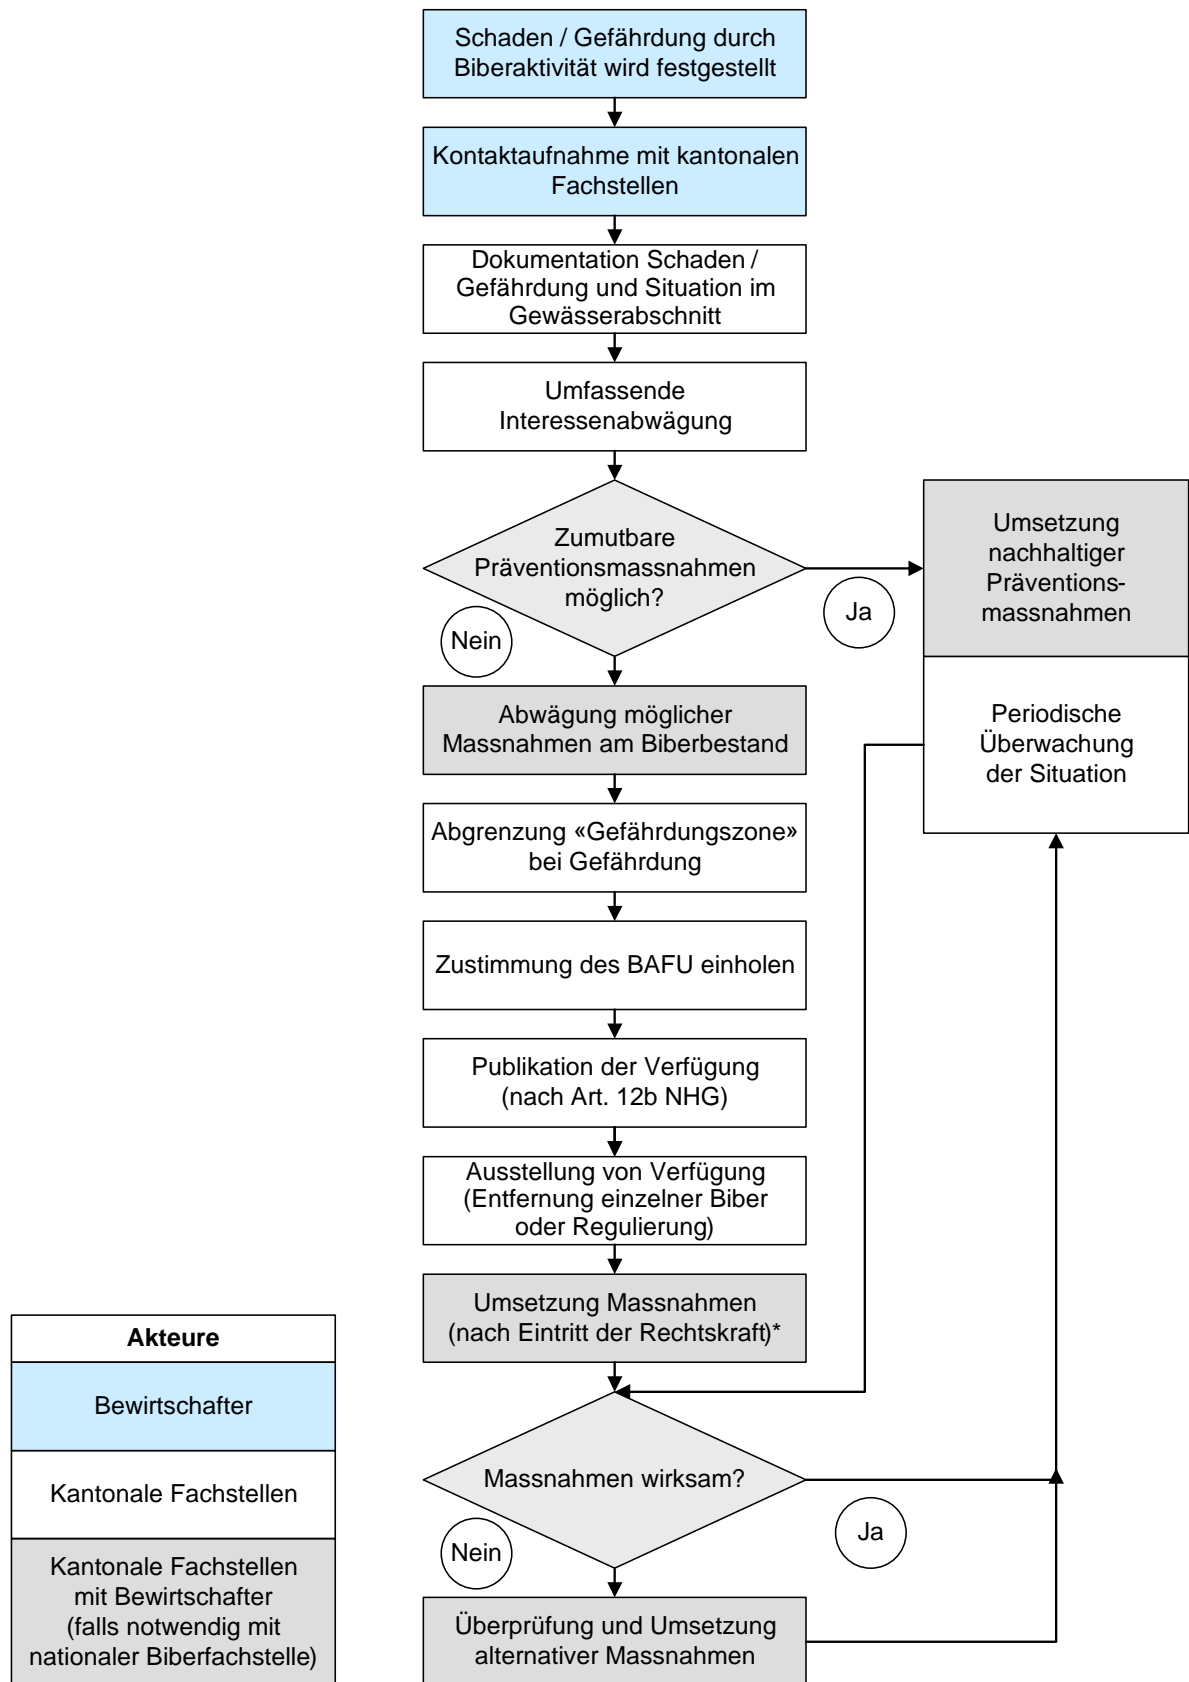 Schaden / Gefährdung durch
Biberaktivität wird festgestellt
Kontaktaufnahme mit kantonalen
Fachstellen
Dokumentation Schaden /
Gefährdung und Situation im
Gewässerabschnitt
Umfassende
Interessenabwägung
Zumutbare
Präventionsmassnahmen
möglich?
Ja
Nein
Umsetzung
nachhaltiger
Präventions-
massnahmen
Periodische
Überwachung
der Situation
Abwägung möglicher
Massnahmen am Biberbestand
Abgrenzung «Gefährdungszone»
bei Gefährdung
Zustimmung des BAFU einholen
Publikation der Verfügung
(nach Art. 12b NHG)
Ausstellung von Verfügung
(Entfernung einzelner Biber
oder Regulierung)
Umsetzung Massnahmen
(nach Eintritt der Rechtskraft)*
Massnahmen wirksam?
Ja
Nein
Überprüfung und Umsetzung
alternativer Massnahmen
Akteure
Bewirtschafter
Kantonale Fachstellen
Kantonale Fachstellen
mit Bewirtschafter
(falls notwendig mit
nationaler Biberfachstelle)